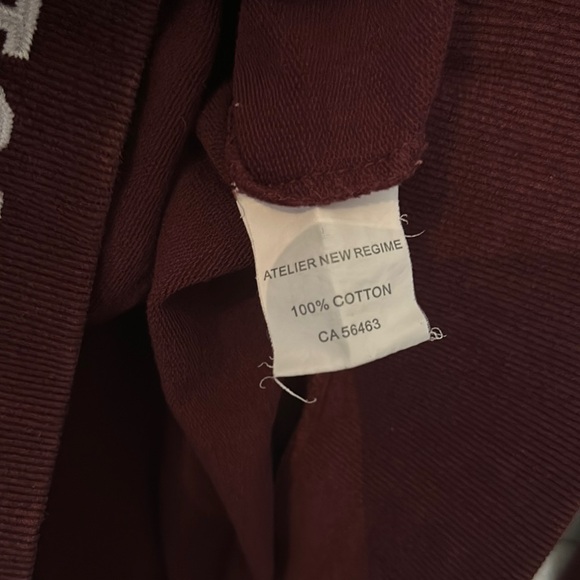 ATELIER NEW REGIME
100% COTTON
CA 56463